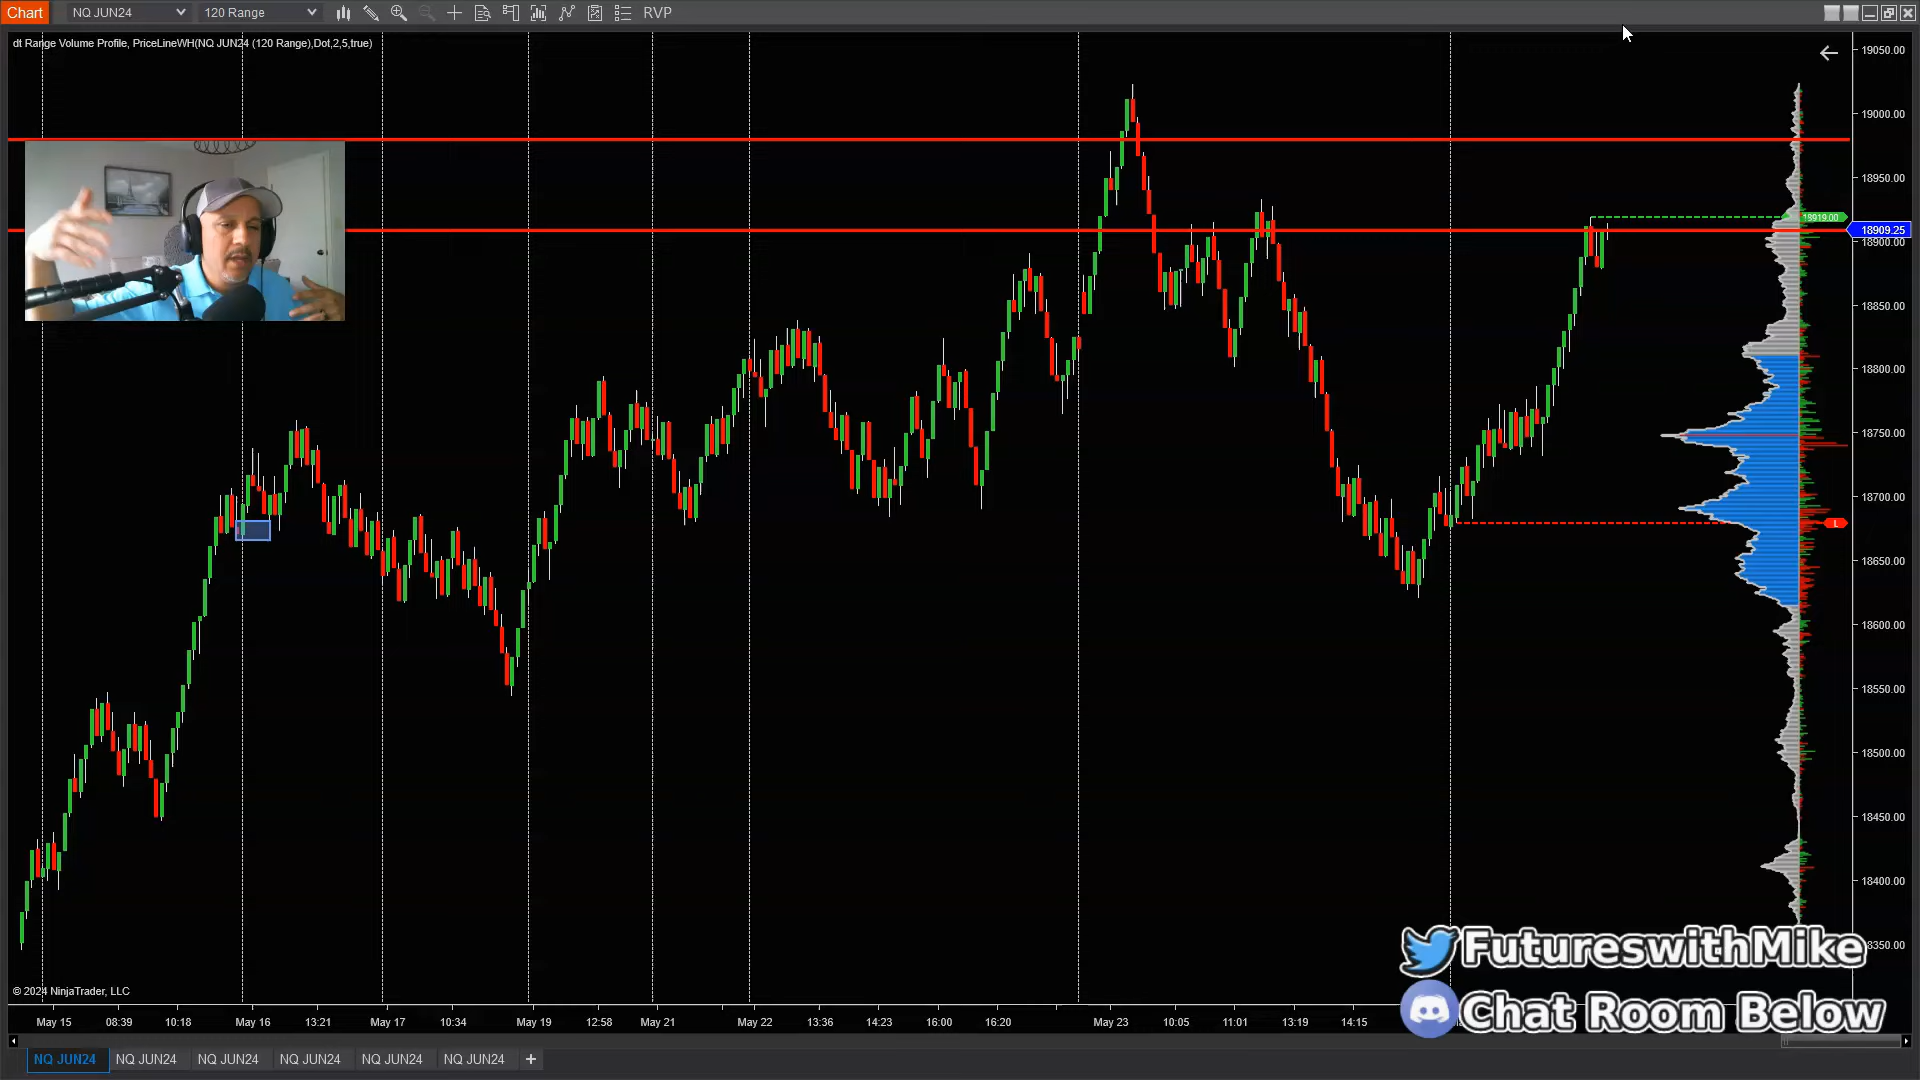 Chart NQ JUN24 120 Range RVP
dt Range Volume Profile, PriceLineWH(NQ JUN24 (120 Range),Dot,2,5,true)
19050.00
19000.00
18950.00
18919.00
18909.25
18900.00
18850.00
18800.00
18750.00
18700.00
L
18650.00
18600.00
18550.00
18500.00
18450.00
18400.00
FutureswithMike
Chat Room Below
© 2024 NinjaTrader, LLC
May 15 08:39 10:18 May 16 13:21 May 17 10:34 May 19 12:58 May 21 May 22 13:36 14:23 16:00 16:20 May 23 10:05 11:01 13:19 14:15
NQ JUN24 NQ JUN24 NQ JUN24 NQ JUN24 NQ JUN24 NQ JUN24 +